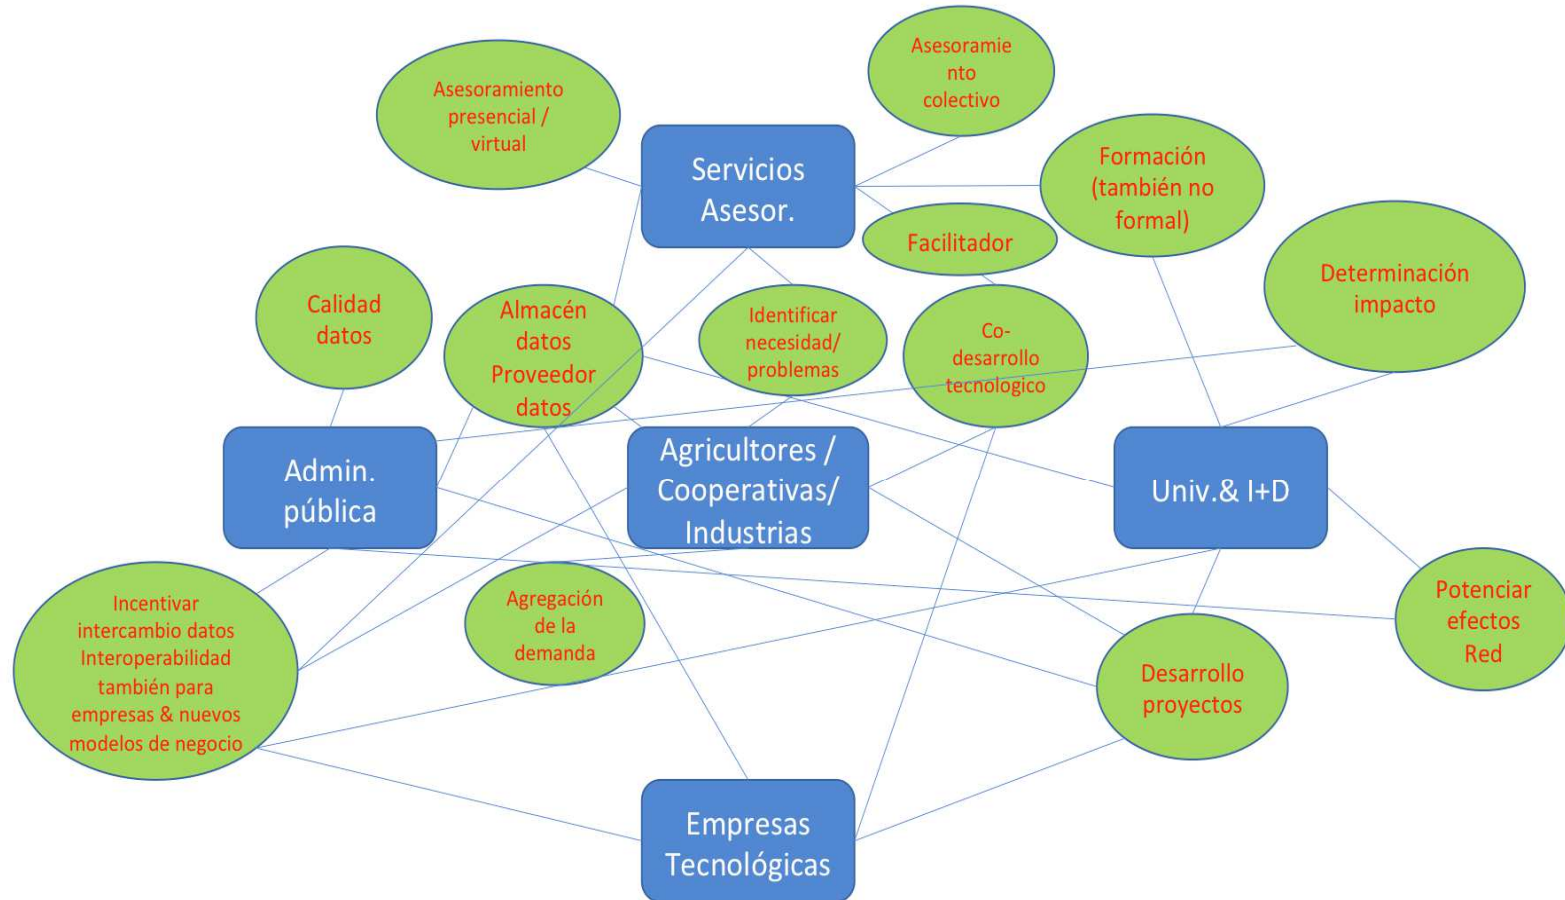 Asesoramiento
presencial /
virtual
Asesoramie
nto
colectivo
Servicios
Asesor.
Formación
(también no
formal)
Facilitador
Determinación
impacto
Calidad
datos
Almacén
datos
Proveedor
datos
Identificar
necesidad/
problemas
Co-
desarrollo
tecnologico
Admin.
pública
Agricultores /
Cooperativas/
Industrias
Univ.& I+D
Incentivar
intercambio datos
Interoperabilidad
también para
empresas & nuevos
modelos de negocio
Agregación
de la
demanda
Potenciar
efectos
Red
Desarrollo
proyectos
Empresas
Tecnológicas